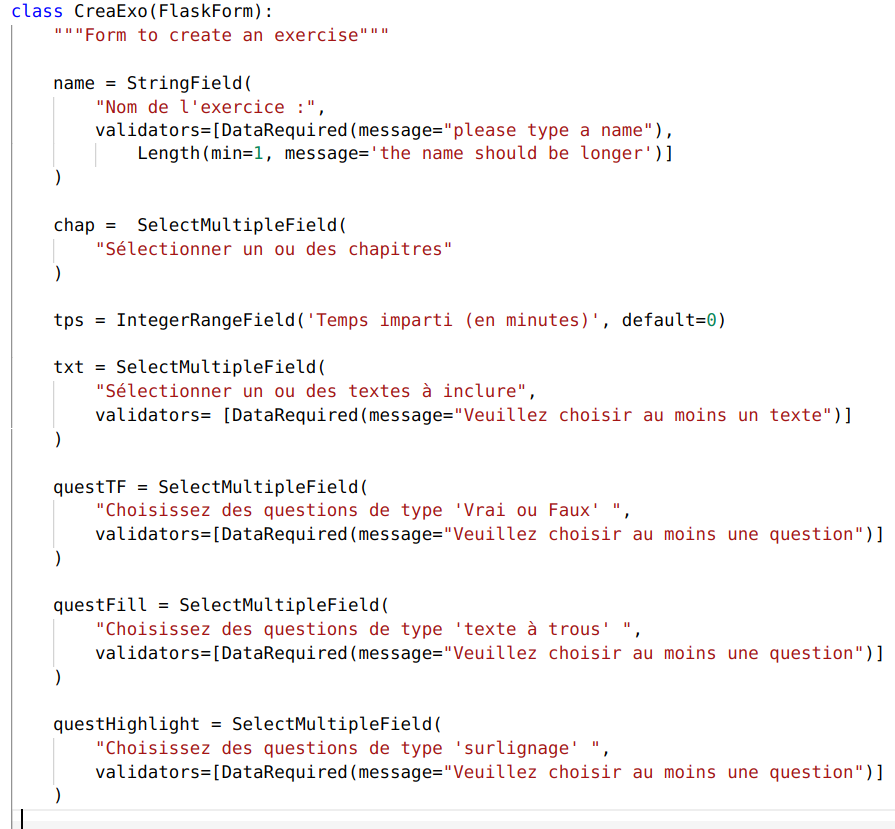 class CreaExo(FlaskForm):
    """Form to create an exercise"""
    name = StringField(
        "Nom de l'exercice :",
        validators=[DataRequired(message="please type a name"),
            Length(min=1, message='the name should be longer')]
    )
    chap =  SelectMultipleField(
        "Sélectionner un ou des chapitres"
    )
    tps = IntegerRangeField('Temps imparti (en minutes)', default=0)
    txt = SelectMultipleField(
        "Sélectionner un ou des textes à inclure",
        validators= [DataRequired(message="Veuillez choisir au moins un texte")]
    )
    questTF = SelectMultipleField(
        "Choisissez des questions de type 'Vrai ou Faux' ",
        validators=[DataRequired(message="Veuillez choisir au moins une question")]
    )
    questFill = SelectMultipleField(
        "Choisissez des questions de type 'texte à trous' ",
        validators=[DataRequired(message="Veuillez choisir au moins une question")]
    )
    questHighlight = SelectMultipleField(
        "Choisissez des questions de type 'surlignage' ",
        validators=[DataRequired(message="Veuillez choisir au moins une question")]
    )